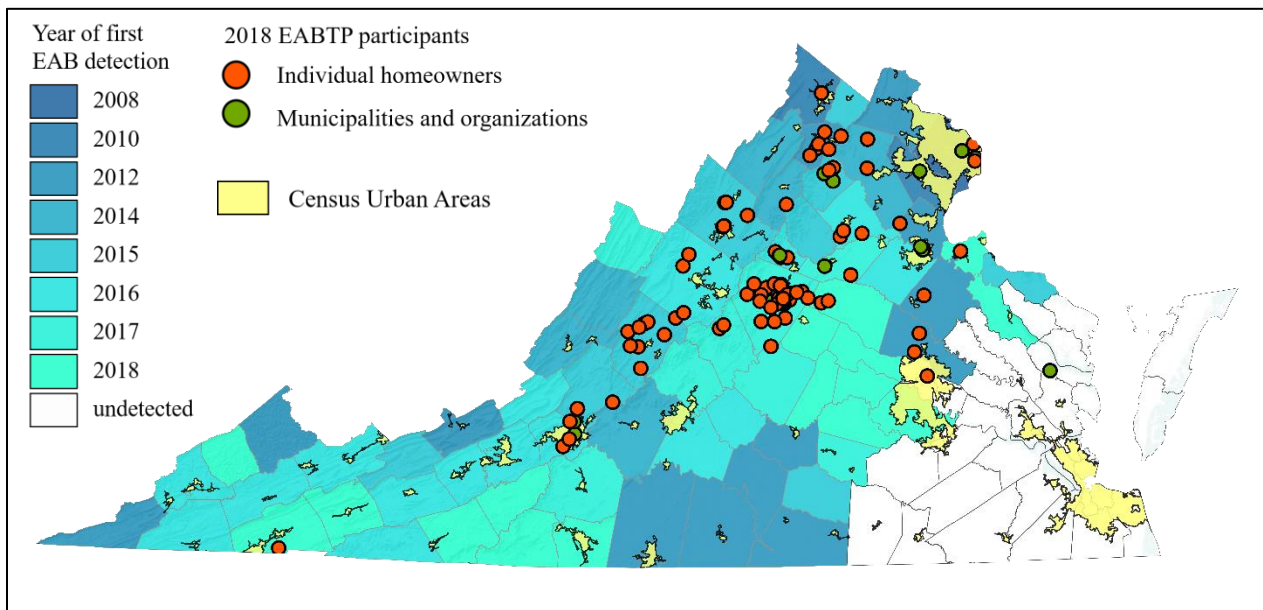 Year of first
EAB detection
2008
2010
2012
2014
2015
2016
2017
2018
undetected
2018 EABTP participants
Individual homeowners
Municipalities and organizations
Census Urban Areas